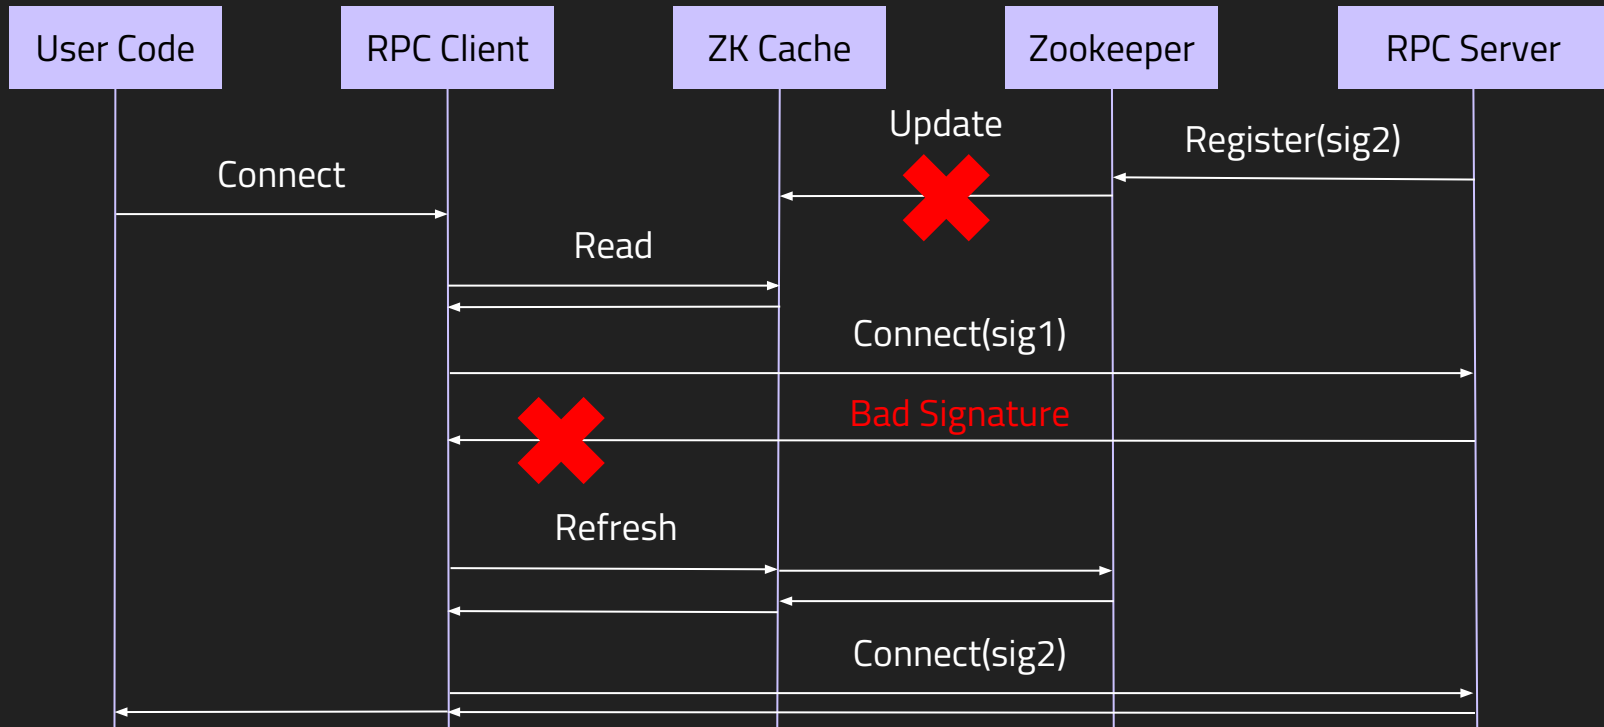 User Code
RPC Client
ZK Cache
Zookeeper
RPC Server
Update
Register(sig2)
Connect
Read
Connect(sig1)
Bad Signature
Refresh
Connect(sig2)